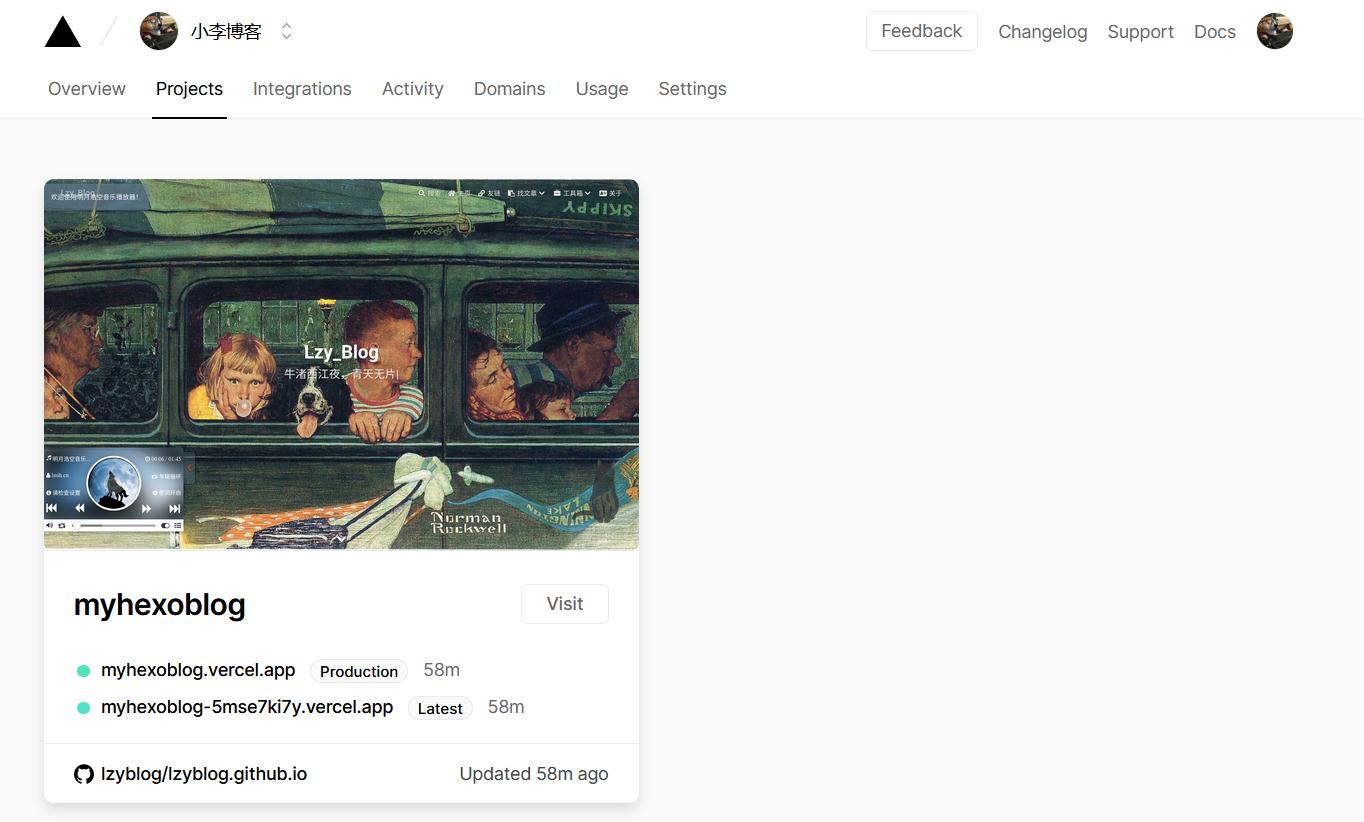 小李博客
Feedback
Changelog
Support
Docs
Overview
Projects
Integrations
Activity
Domains
Usage
Settings
Lzy_Blog
欢迎使用明月浩空音乐播放器!
搜索
主页
友链
找文章
工具箱
关于
SKIPPY
Lzy_Blog
牛渚西江夜，青天无片|
明月浩空音乐...
00:06 / 01:45
lmih.cn
专辑循环
请检查设置
歌词开启
Norman
Rockwell
LAKE
myhexoblog
Visit
myhexoblog.vercel.app Production 58m
myhexoblog-5mse7ki7y.vercel.app Latest 58m
lzyblog/lzyblog.github.io
Updated 58m ago